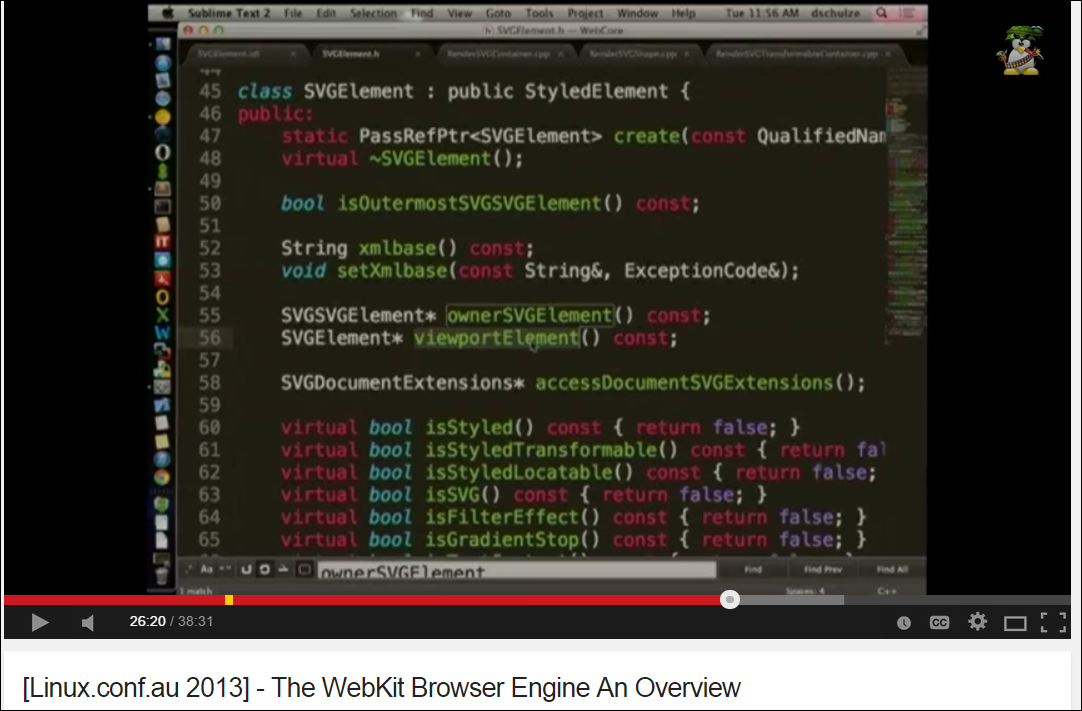 Sublime Text 2 File Edit Selection Find View Goto Tools Project Window Help Tue 11:56 AM dschulze
SVGElement.h — WebCore
SVGElement.idl SVGElement.h RenderSVGContainer.cpp RenderSVGShape.cpp RenderSVGTransformableContainer.cpp
44
45 class SVGElement : public StyledElement {
46 public:
47 static PassRefPtr<SVGElement> create(const QualifiedNam
48 virtual ~SVGElement();
49
50 bool isOutermostSVGSVGElement() const;
51
52 String xmlbase() const;
53 void setXmlbase(const String&, ExceptionCode&);
54
55 SVGSVGElement* ownerSVGElement() const;
56 SVGElement* viewportElement() const;
57
58 SVGDocumentExtensions* accessDocumentSVGExtensions();
59
60 virtual bool isStyled() const { return false; }
61 virtual bool isStyledTransformable() const { return fal
62 virtual bool isStyledLocatable() const { return false;
63 virtual bool isSVG() const { return false; }
64 virtual bool isFilterEffect() const { return false; }
65 virtual bool isGradientStop() const { return false; }
.* Aa "" ownerSVGElement Find Find Prev Find All
1 match Spaces: 4 C++
26:20 / 38:31 CC
[Linux.conf.au 2013] - The WebKit Browser Engine An Overview